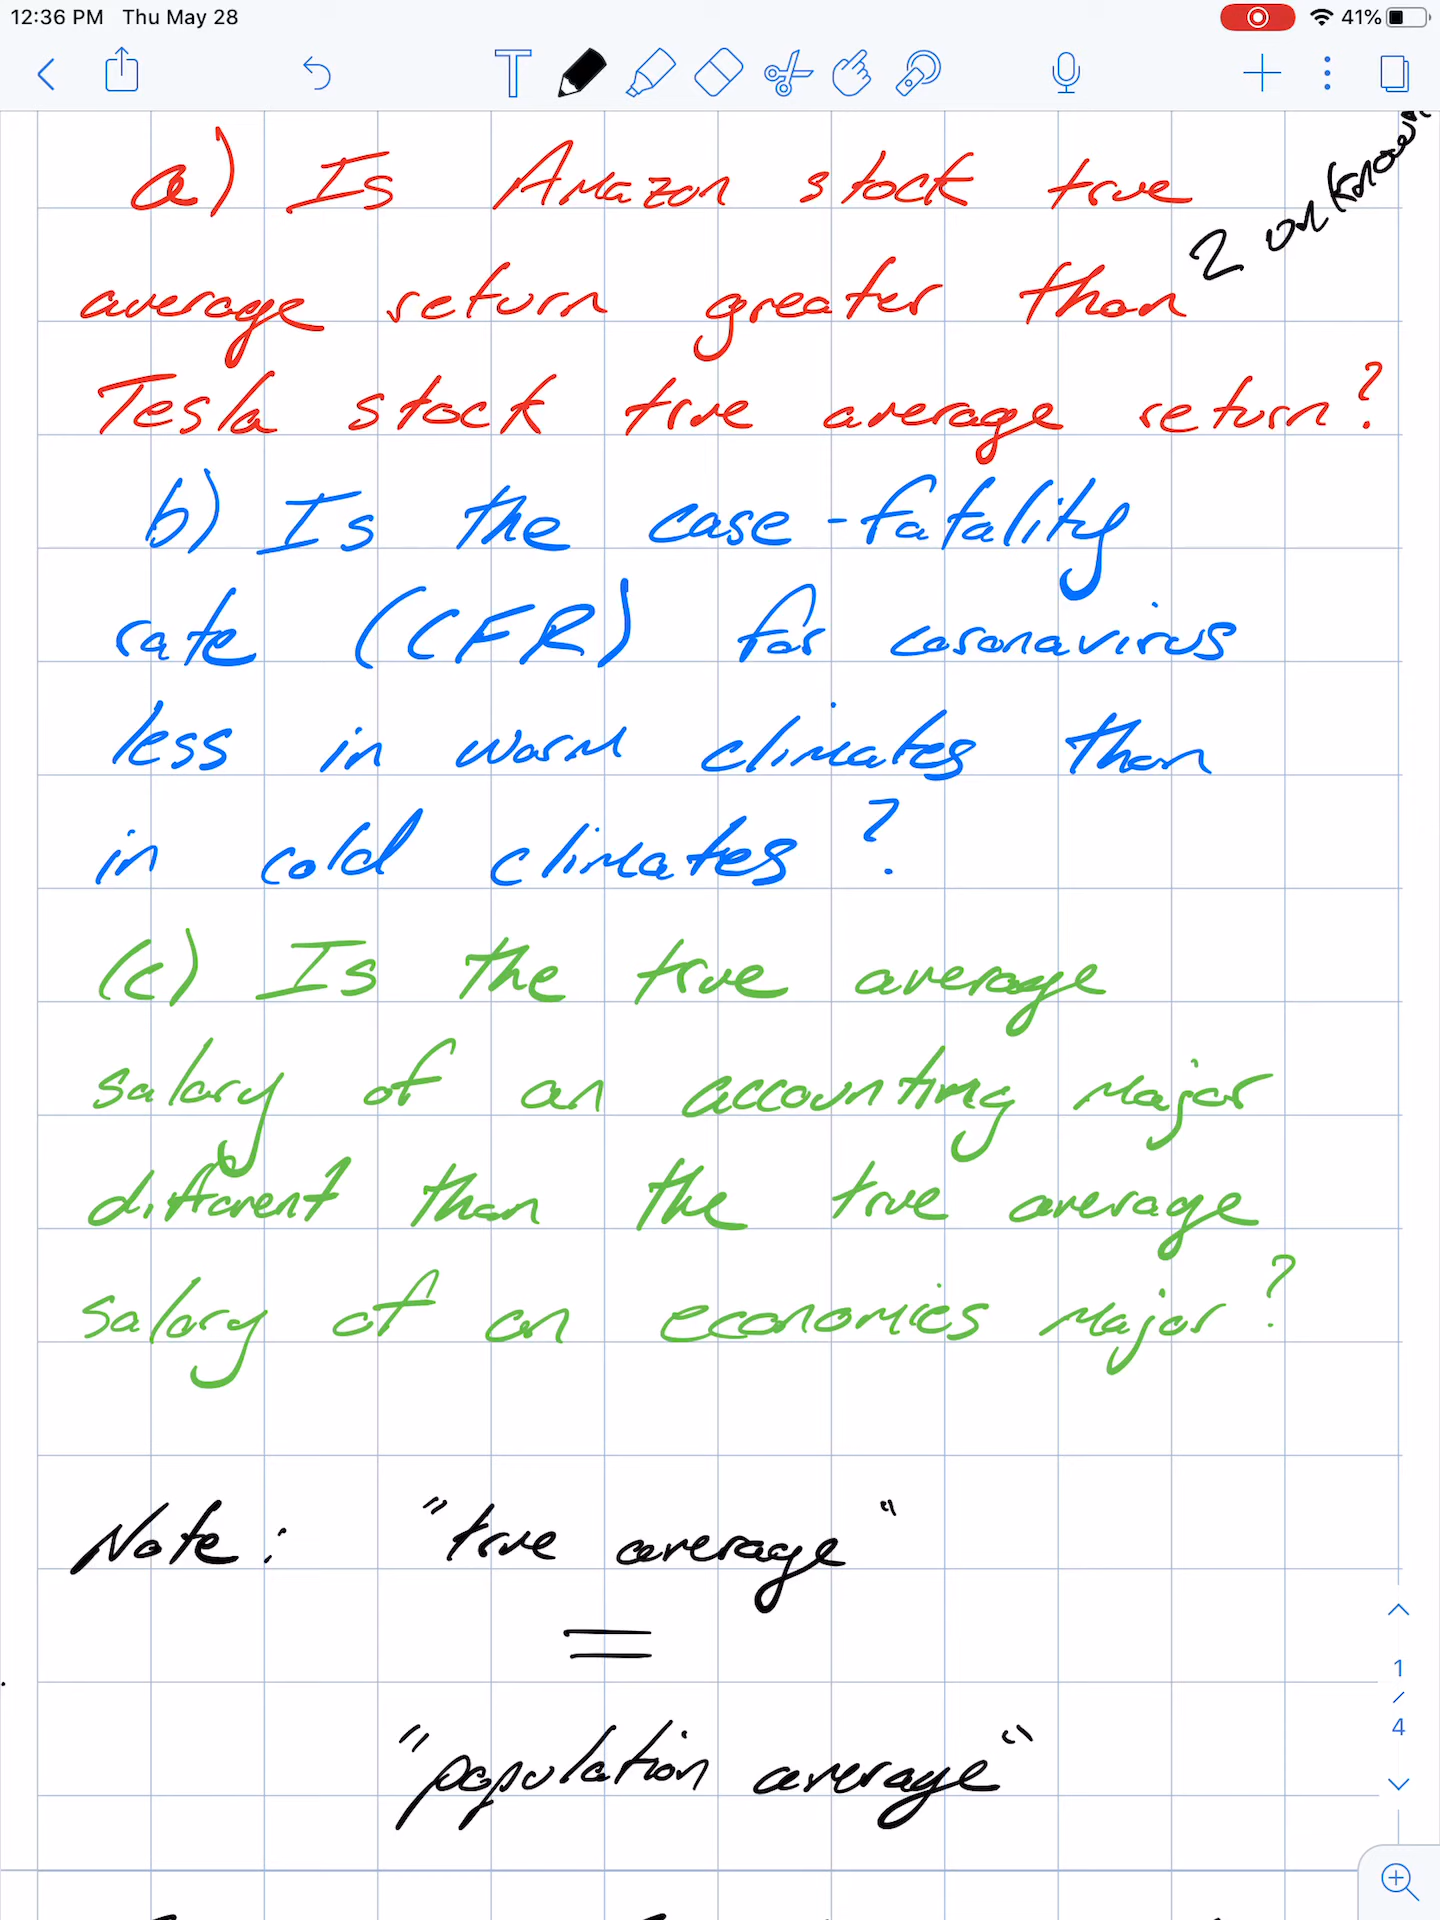 12:36 PM Thu May 28
41%
T
a) Is Amazon stock true
2 unknown
average return greater than
Tesla stock true average return?
b) Is the case-fatality
rate (CFR) for coronavirus
less in warm climates than
in cold climates?
(c) Is the true average
salary of an accounting major
different than the true average
salary of an economics major?
Note: "true average"
=
"population average"
1
/
4